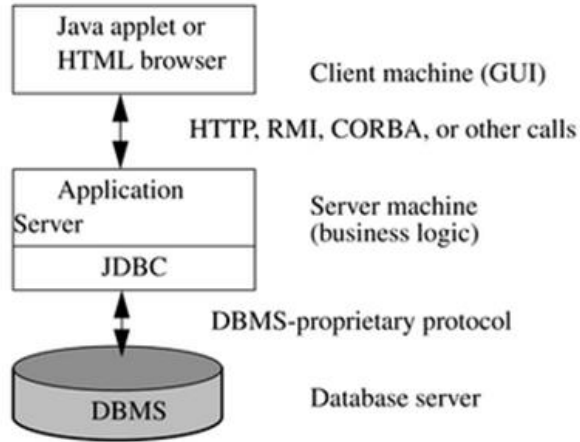 Java applet or
HTML browser
Client machine (GUI)
HTTP, RMI, CORBA, or other calls
Application
Server
Server machine
(business logic)
JDBC
DBMS-proprietary protocol
DBMS
Database server